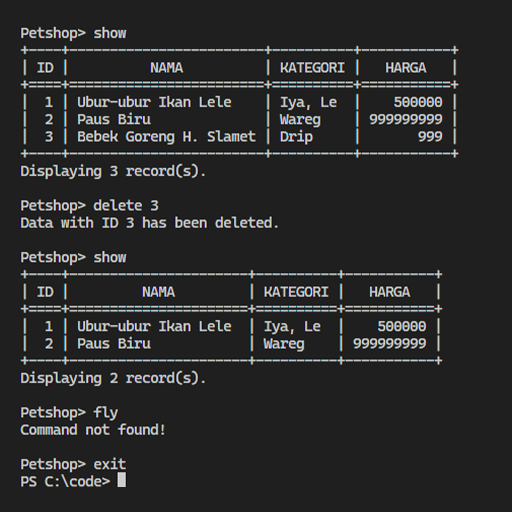 Petshop> show
+----+------------------------+----------+-----------+
| ID |          NAMA          | KATEGORI |   HARGA   |
+====+========================+==========+===========+
|  1 | Ubur-ubur Ikan Lele    | Iya, Le  |    500000 |
|  2 | Paus Biru              | Wareg    | 999999999 |
|  3 | Bebek Goreng H. Slamet | Drip     |       999 |
+----+------------------------+----------+-----------+
Displaying 3 record(s).
Petshop> delete 3
Data with ID 3 has been deleted.
Petshop> show
+----+----------------------+----------+-----------+
| ID |         NAMA         | KATEGORI |   HARGA   |
+====+======================+==========+===========+
|  1 | Ubur-ubur Ikan Lele  | Iya, Le  |    500000 |
|  2 | Paus Biru            | Wareg    | 999999999 |
+----+----------------------+----------+-----------+
Displaying 2 record(s).
Petshop> fly
Command not found!
Petshop> exit
PS C:\code>